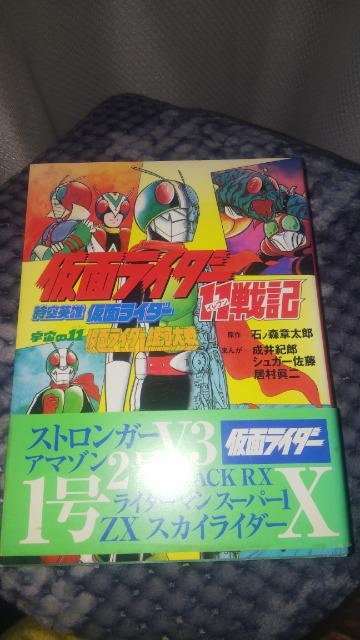 仮面ライダー
11戦記
イレブン
時空英雄 仮面ライダー
宇宙の11
仮面ライダー
原作 石ノ森章太郎
まんが 成井紀郎
シュガー佐藤
居村眞二
ストロンガー V3
仮面ライダー
アマゾン 2号 BLACK RX
1号 ライダーマン スーパー1 X
ZX スカイライダー